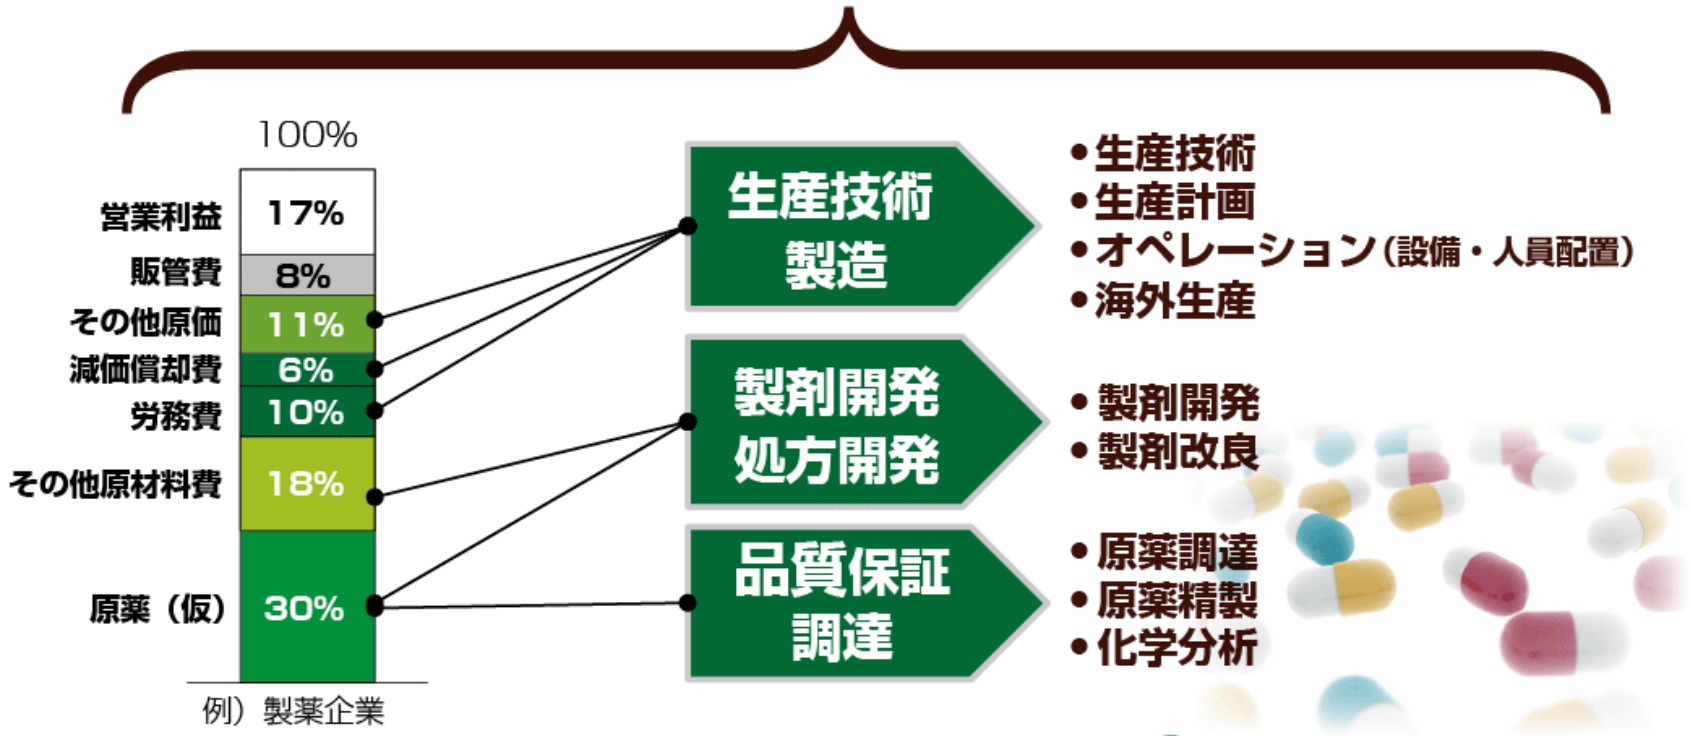 100%
営業利益 17%
販管費 8%
その他原価 11%
減価償却費 6%
労務費 10%
その他原材料費 18%
原薬（仮） 30%
例）製薬企業
生産技術
製造
•生産技術
•生産計画
•オペレーション（設備・人員配置）
•海外生産
製剤開発
処方開発
•製剤開発
•製剤改良
品質保証
調達
•原薬調達
•原薬精製
•化学分析